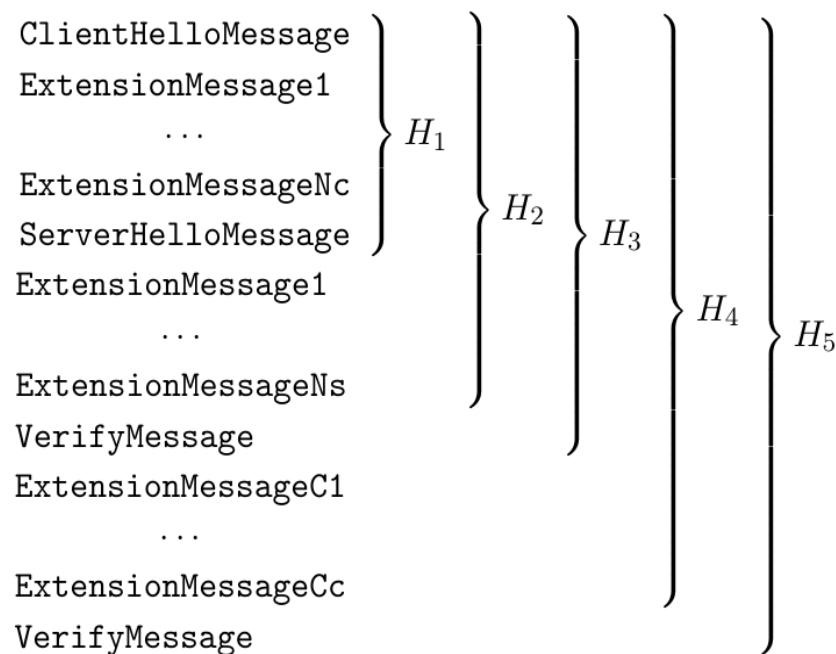 ClientHelloMessage
ExtensionMessage1
...
ExtensionMessageNc
ServerHelloMessage
ExtensionMessage1
...
ExtensionMessageNs
VerifyMessage
ExtensionMessageC1
...
ExtensionMessageCc
VerifyMessage
H₁
H₂
H₃
H₄
H₅